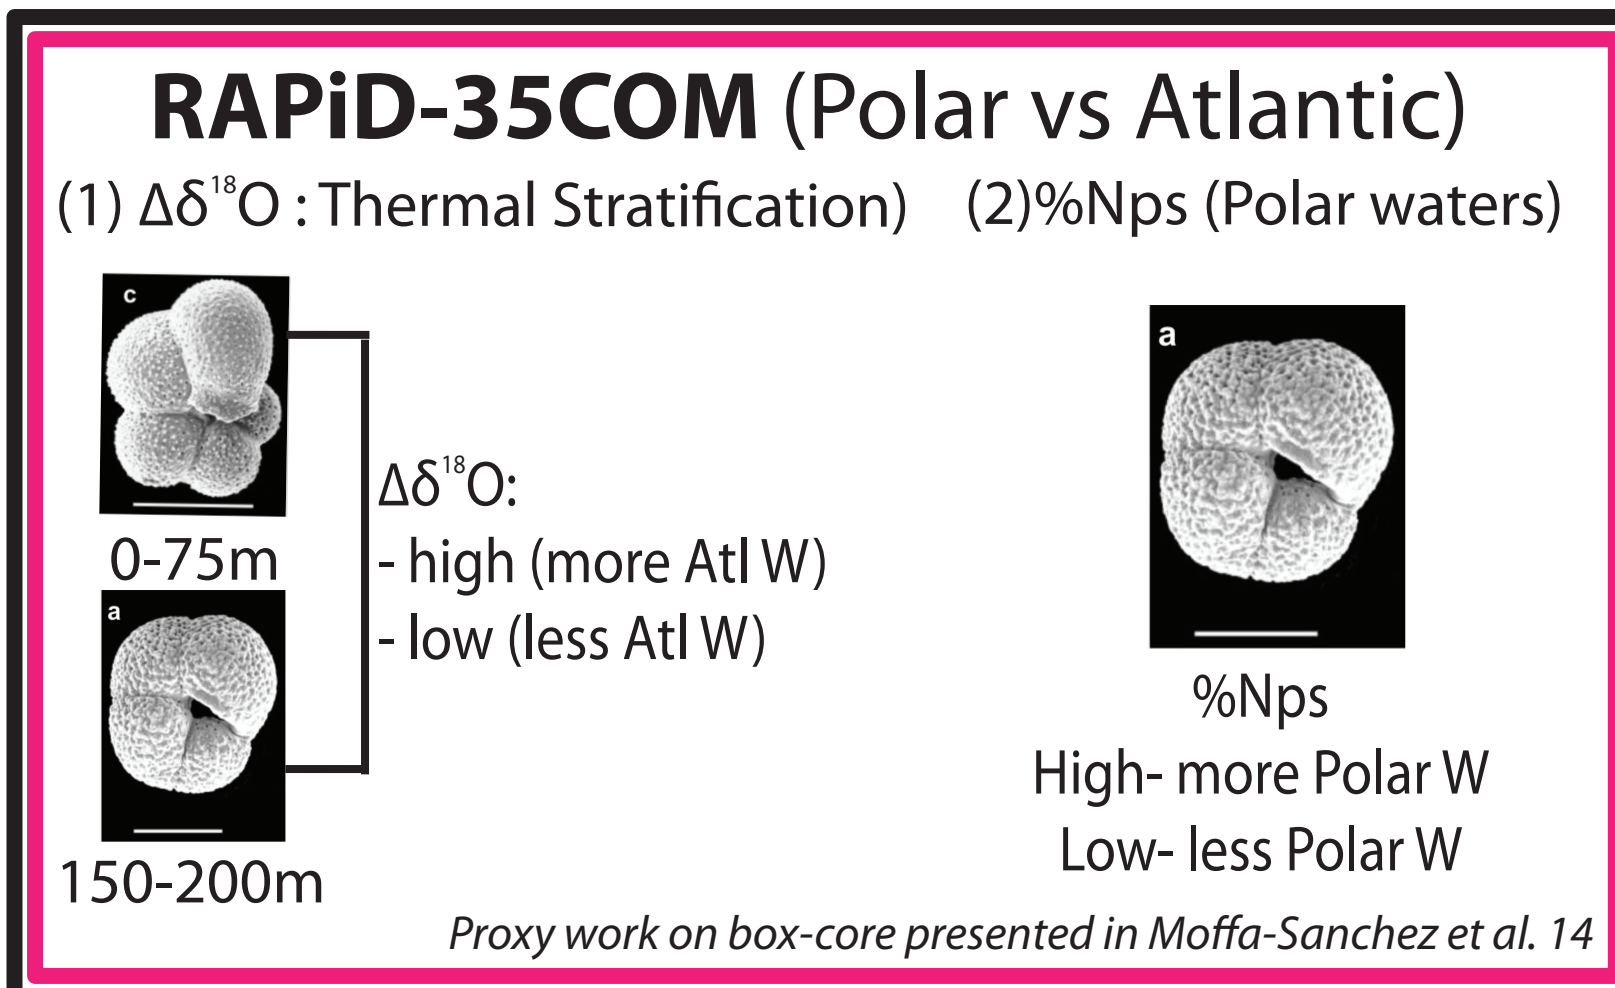 RAPiD-35COM (Polar vs Atlantic)
(1) Δδ¹⁸O : Thermal Stratification)
(2)%Nps (Polar waters)
c
0-75m
a
150-200m
Δδ¹⁸O:
- high (more Atl W)
- low (less Atl W)
a
%Nps
High- more Polar W
Low- less Polar W
Proxy work on box-core presented in Moffa-Sanchez et al. 14